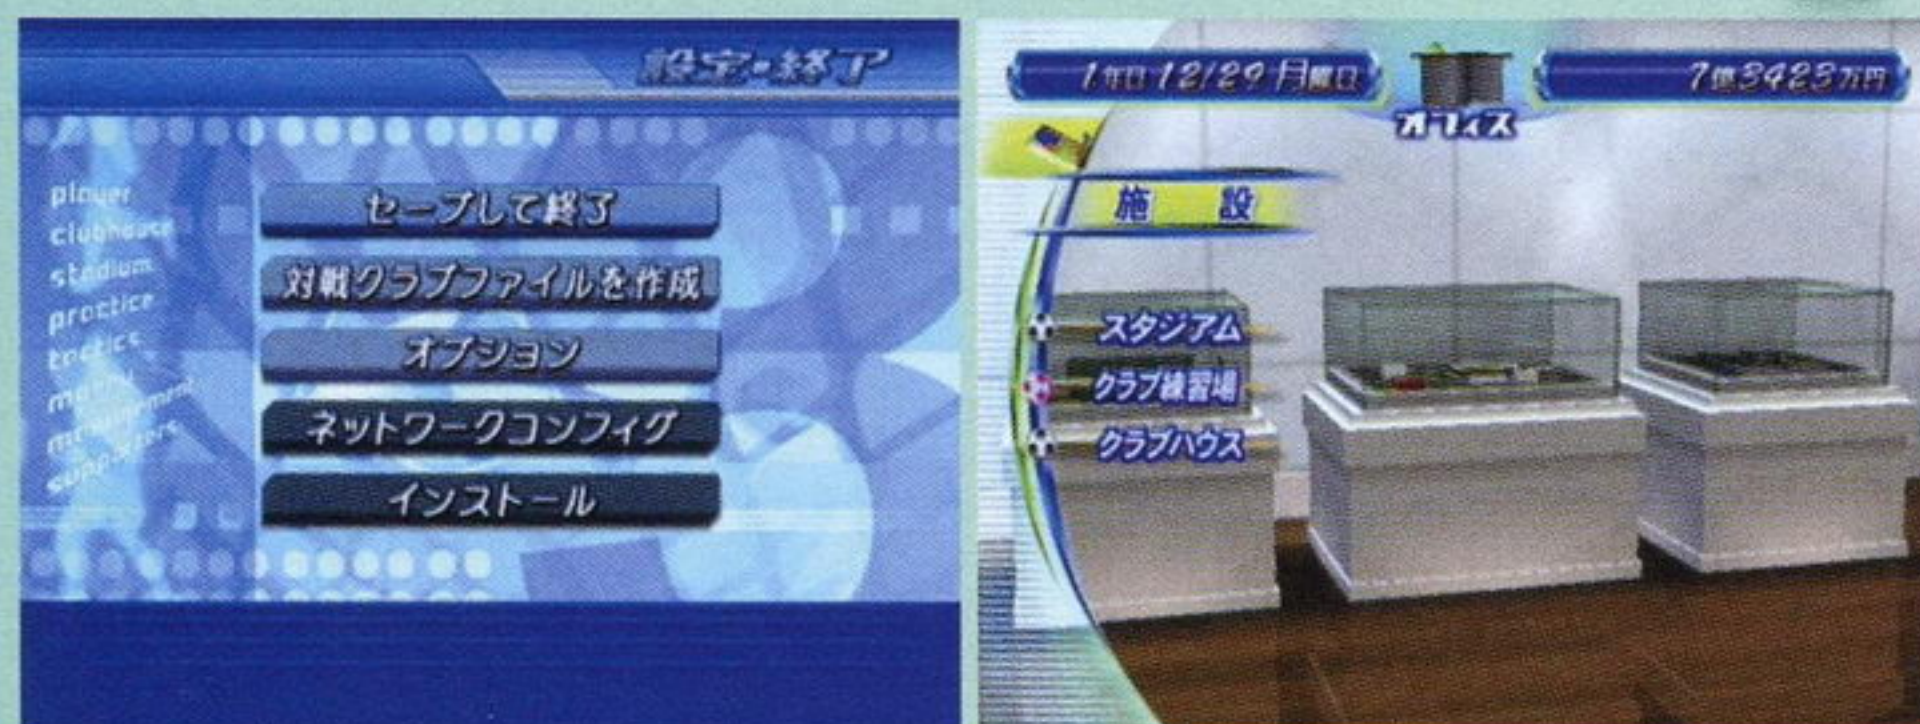 設定・終了
player
clubhouse
stadium
practice
tactics
management
supporters
セーブして終了
対戦クラブファイルを作成
オプション
ネットワークコンフィグ
インストール
1年目 12/29 月曜日
オフィス
7億3423万円
施 設
スタジアム
クラブ練習場
クラブハウス